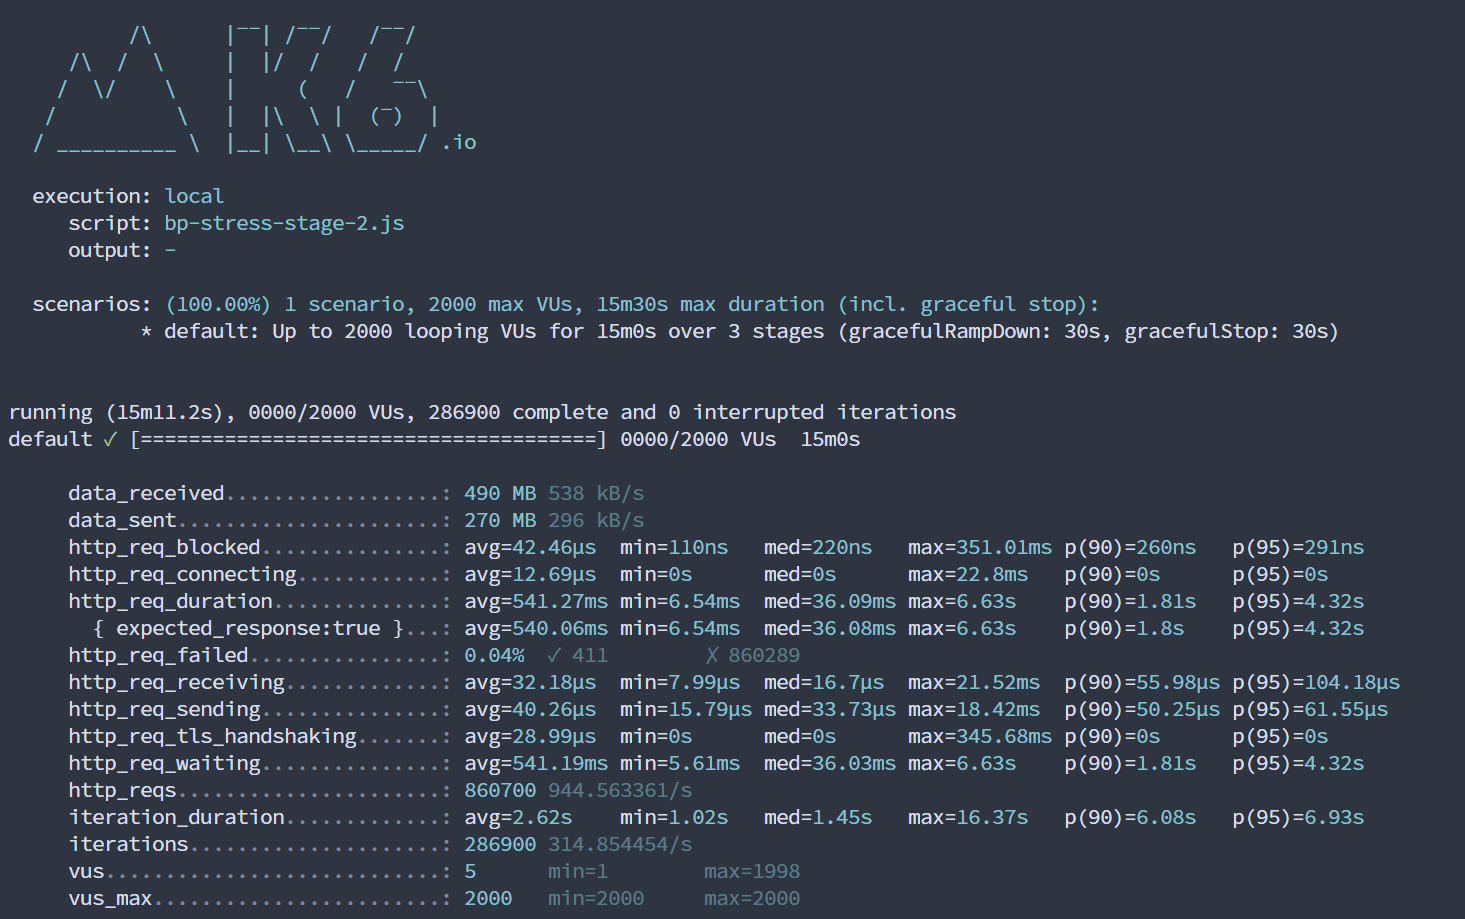 /\      |‾‾| /‾‾/   /‾‾/
/\  /  \     |  |/  /   /  /
/  \/    \    |     (   /   ‾‾\
/          \   |  |\  \ |  (‾)  |
/ __________ \  |__| \__\ \_____/ .io
execution: local
script: bp-stress-stage-2.js
output: -
scenarios: (100.00%) 1 scenario, 2000 max VUs, 15m30s max duration (incl. graceful stop):
* default: Up to 2000 looping VUs for 15m0s over 3 stages (gracefulRampDown: 30s, gracefulStop: 30s)
running (15m11.2s), 0000/2000 VUs, 286900 complete and 0 interrupted iterations
default ✓ [======================================] 0000/2000 VUs  15m0s
data_received..................: 490 MB 538 kB/s
data_sent......................: 270 MB 296 kB/s
http_req_blocked...............: avg=42.46µs  min=110ns   med=220ns   max=351.01ms p(90)=260ns   p(95)=291ns
http_req_connecting............: avg=12.69µs  min=0s      med=0s      max=22.8ms   p(90)=0s      p(95)=0s
http_req_duration..............: avg=541.27ms min=6.54ms  med=36.09ms max=6.63s    p(90)=1.81s   p(95)=4.32s
{ expected_response:true }...: avg=540.06ms min=6.54ms  med=36.08ms max=6.63s    p(90)=1.8s    p(95)=4.32s
http_req_failed................: 0.04%  ✓ 411        ✗ 860289
http_req_receiving.............: avg=32.18µs  min=7.99µs  med=16.7µs  max=21.52ms  p(90)=55.98µs p(95)=104.18µs
http_req_sending...............: avg=40.26µs  min=15.79µs med=33.73µs max=18.42ms  p(90)=50.25µs p(95)=61.55µs
http_req_tls_handshaking.......: avg=28.99µs  min=0s      med=0s      max=345.68ms p(90)=0s      p(95)=0s
http_req_waiting...............: avg=541.19ms min=5.61ms  med=36.03ms max=6.63s    p(90)=1.81s   p(95)=4.32s
http_reqs......................: 860700 944.563361/s
iteration_duration.............: avg=2.62s    min=1.02s   med=1.45s   max=16.37s   p(90)=6.08s   p(95)=6.93s
iterations.....................: 286900 314.854454/s
vus............................: 5      min=1        max=1998
vus_max........................: 2000   min=2000     max=2000